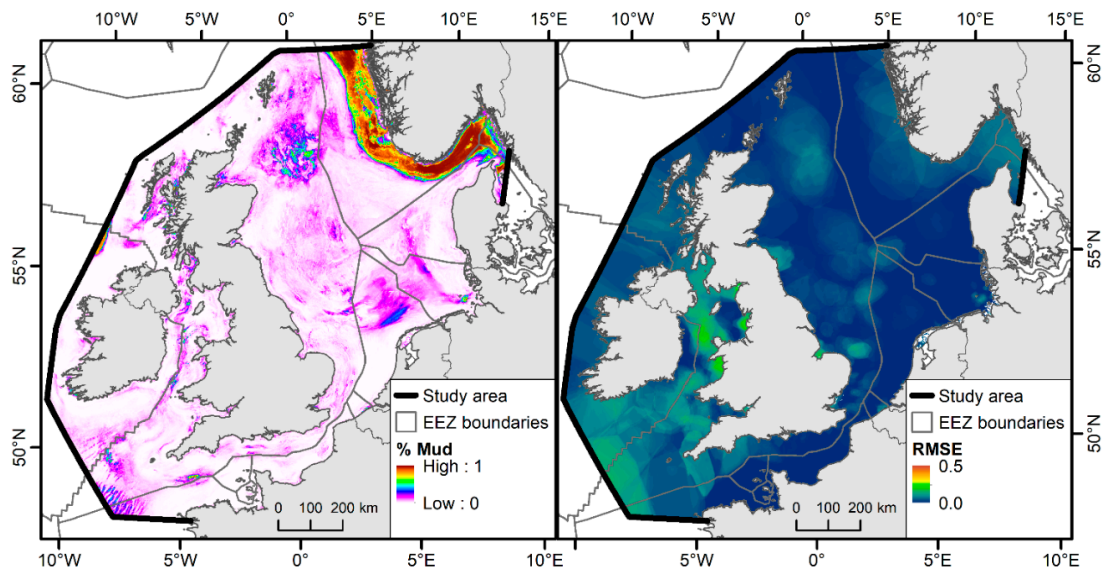 10°W 5°W 0° 5°E 10°E 15°E
10°W 5°W 0° 5°E 10°E 15°E
60°N
55°N
50°N
60°N
55°N
50°N
Study area
EEZ boundaries
% Mud
High : 1
Low : 0
0 100 200 km
Study area
EEZ boundaries
RMSE
0.5
0.0
0 100 200 km
10°W 5°W 0° 5°E 10°E
10°W 5°W 0° 5°E 10°E